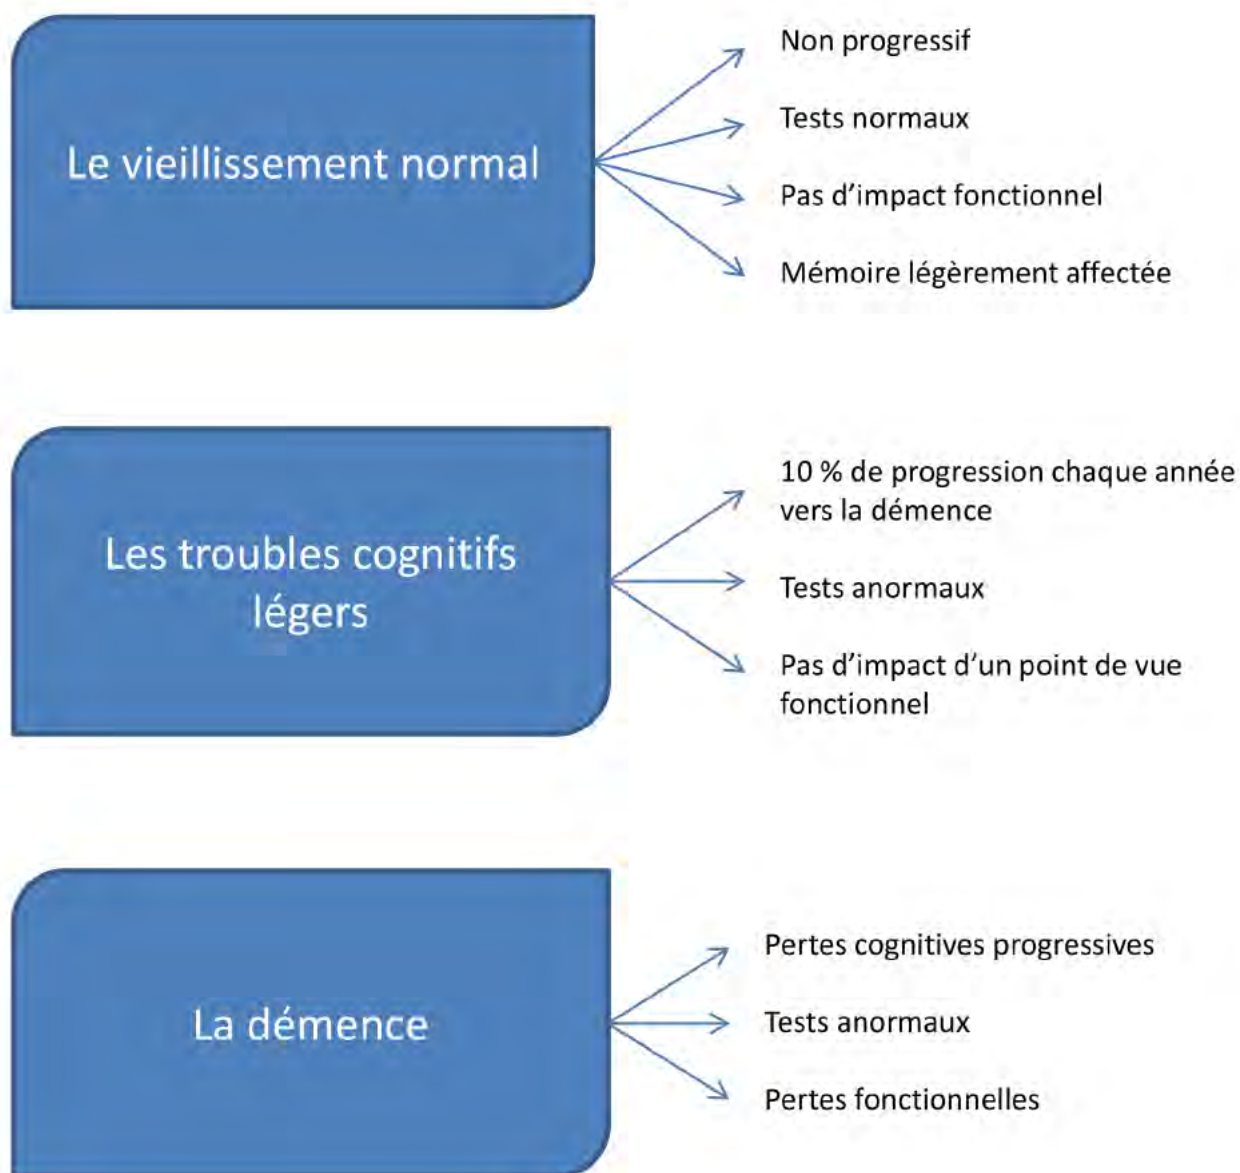 Le vieillissement normal
Non progressif
Tests normaux
Pas d’impact fonctionnel
Mémoire légèrement affectée
Les troubles cognitifs
légers
10 % de progression chaque année
vers la démence
Tests anormaux
Pas d’impact d’un point de vue
fonctionnel
La démence
Pertes cognitives progressives
Tests anormaux
Pertes fonctionnelles